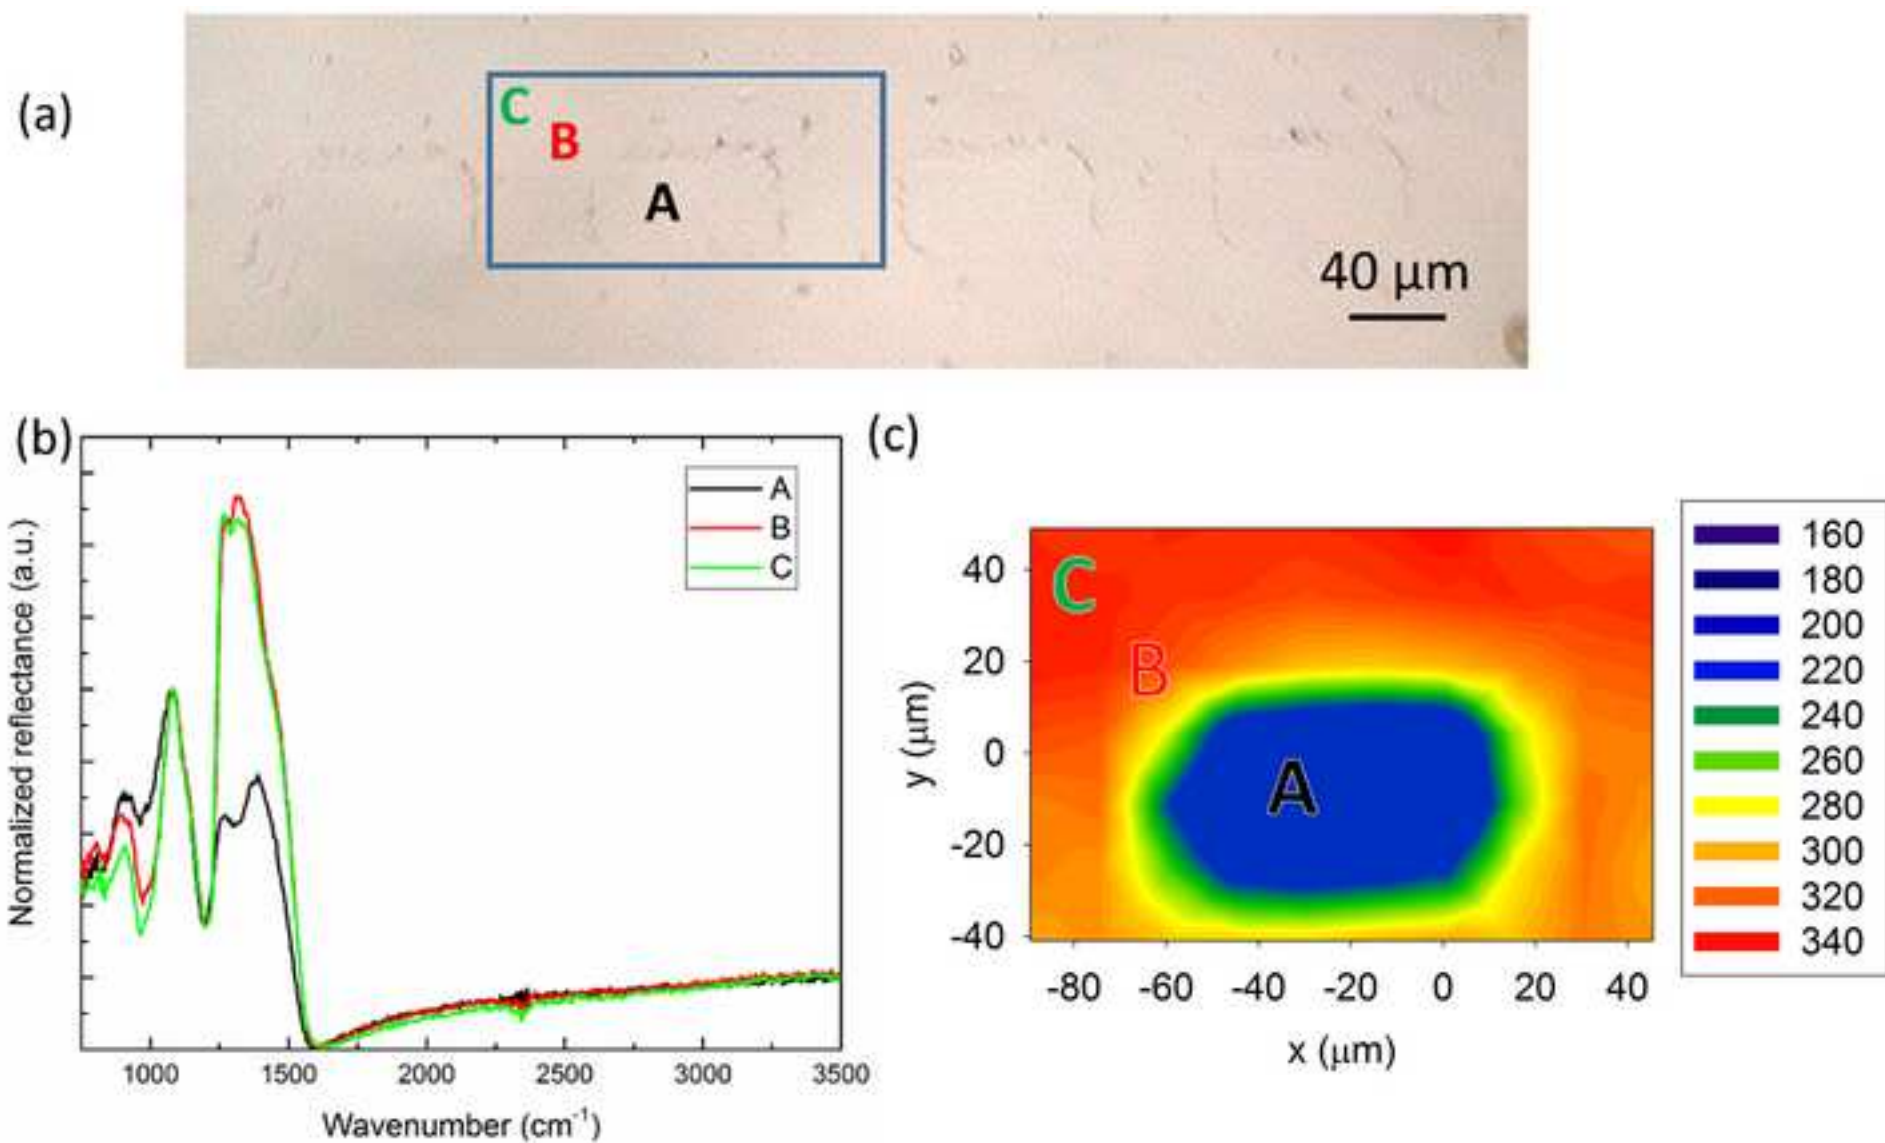 (a)
C
B
A
40 μm
(b)
Normalized reflectance (a.u.)
A
B
C
1000 1500 2000 2500 3000 3500
Wavenumber (cm⁻¹)
(c)
y (μm)
40
20
0
-20
-40
C
B
A
-80 -60 -40 -20 0 20 40
x (μm)
160
180
200
220
240
260
280
300
320
340